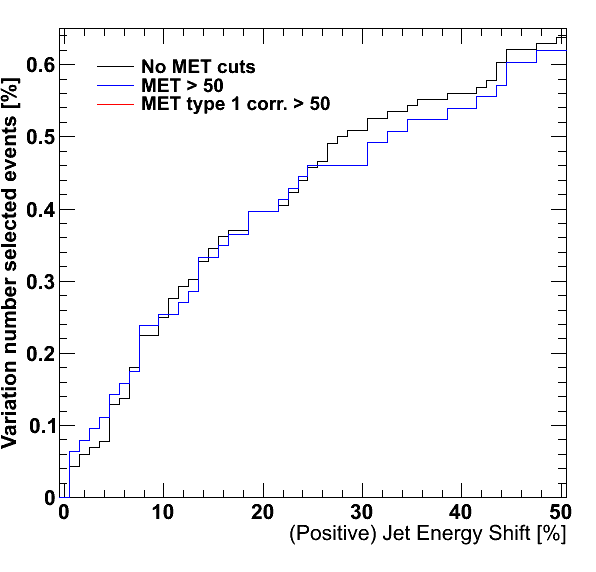 Variation number selected events [%]
0.6
0.5
0.4
0.3
0.2
0.1
0
No MET cuts
MET > 50
MET type 1 corr. > 50
0 10 20 30 40 50
(Positive) Jet Energy Shift [%]